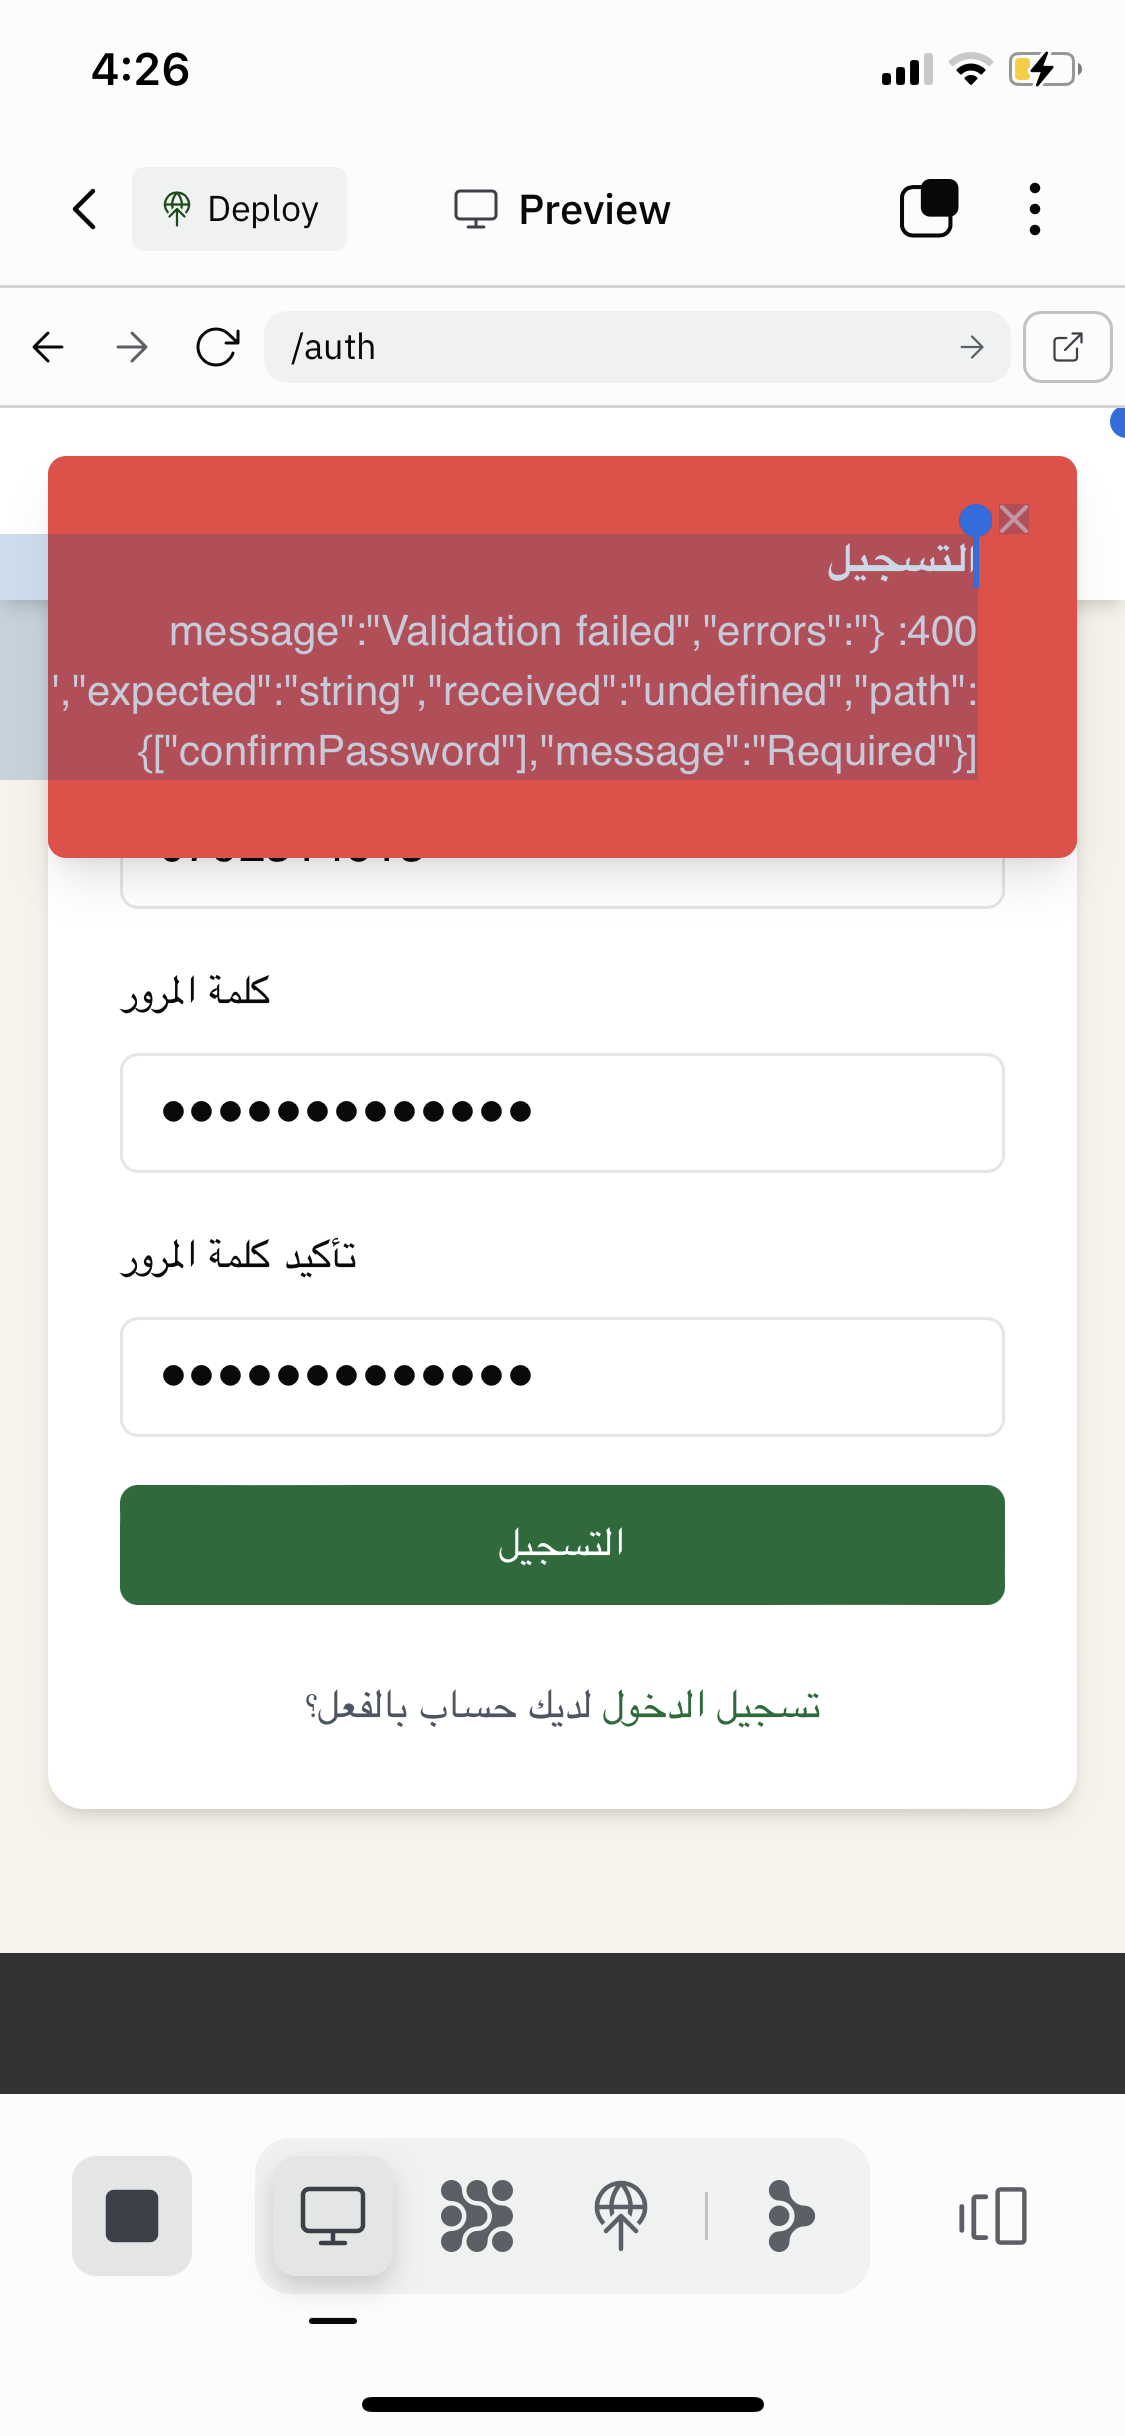 4:26
Deploy
Preview
/auth
التسجيل
400: {"message":"Validation failed","errors":
","expected":"string","received":"undefined","path":
["confirmPassword"],"message":"Required"}]}
كلمة المرور
●●●●●●●●●●●●●
تأكيد كلمة المرور
●●●●●●●●●●●●●
التسجيل
لديك حساب بالفعل؟ تسجيل الدخول